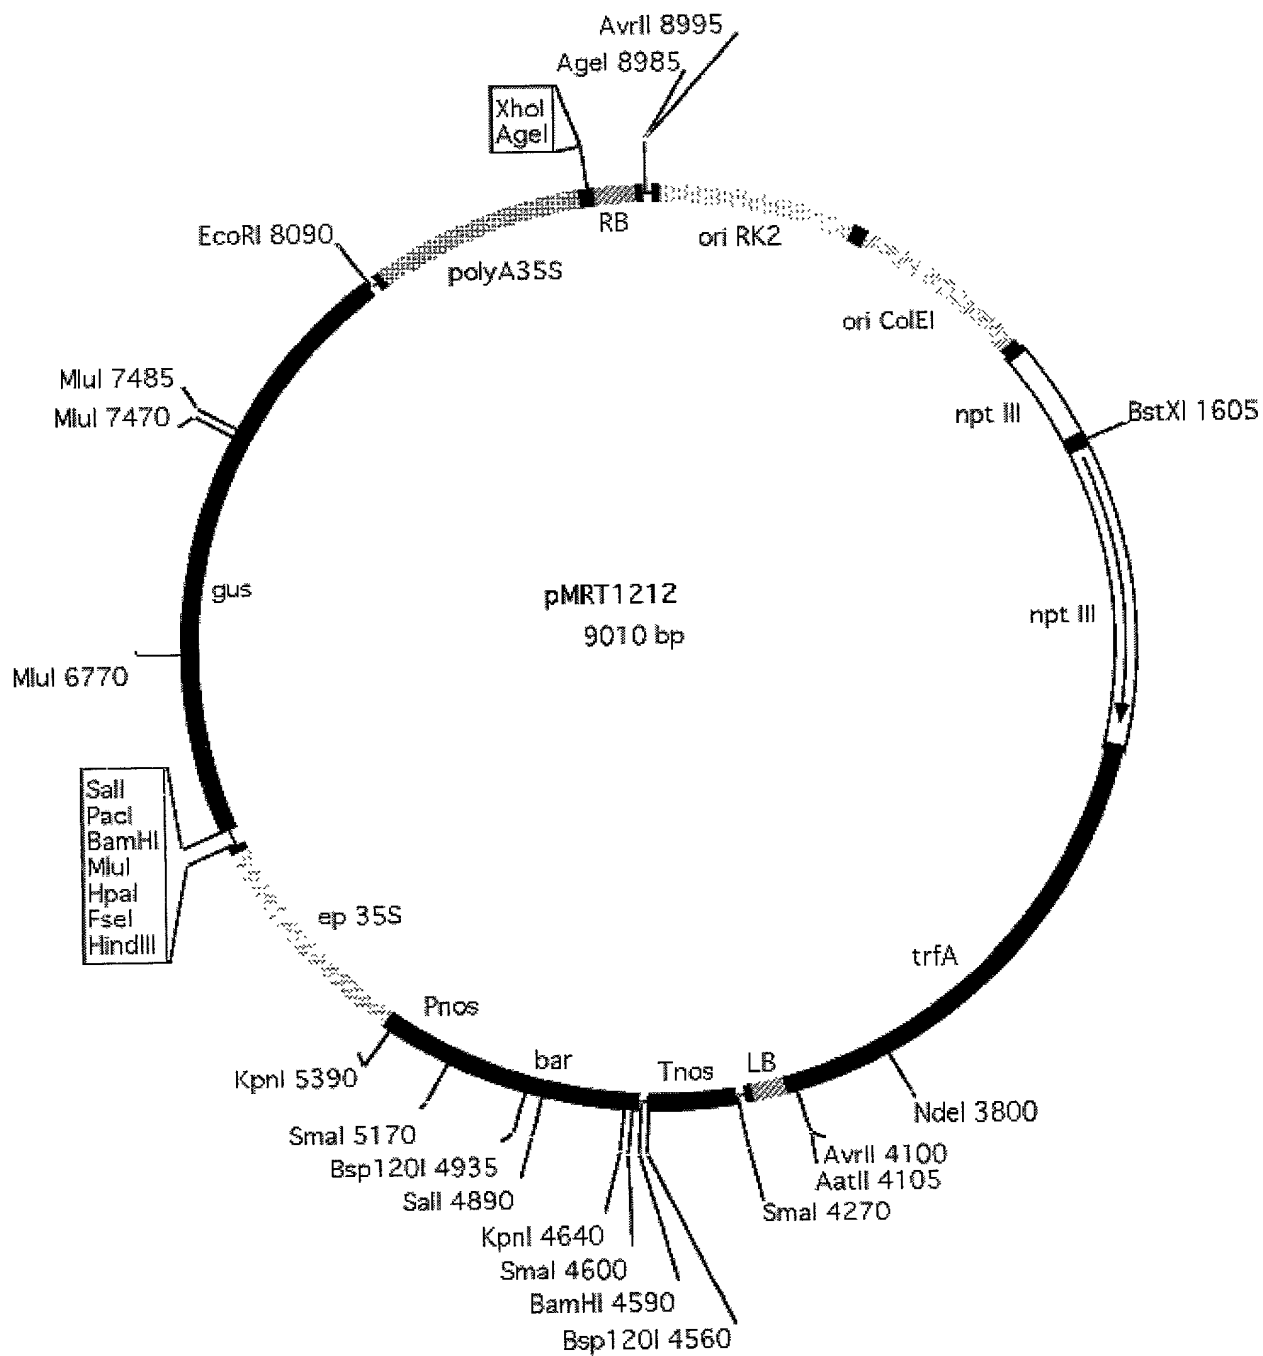 AvrII 8995
AgeI 8985
XhoI
AgeI
RB
ori RK2
EcoRI 8090
polyA35S
ori ColEI
MluI 7485
MluI 7470
npt III
BstXI 1605
gus
pMRT1212
9010 bp
npt III
MluI 6770
SalI
PacI
BamHI
MluI
HpaI
FseI
HindIII
ep 35S
trfA
Pnos
bar
Tnos
LB
KpnI 5390
NdeI 3800
SmaI 5170
AvrII 4100
Bsp120I 4935
AatII 4105
SalI 4890
SmaI 4270
KpnI 4640
SmaI 4600
BamHI 4590
Bsp120I 4560